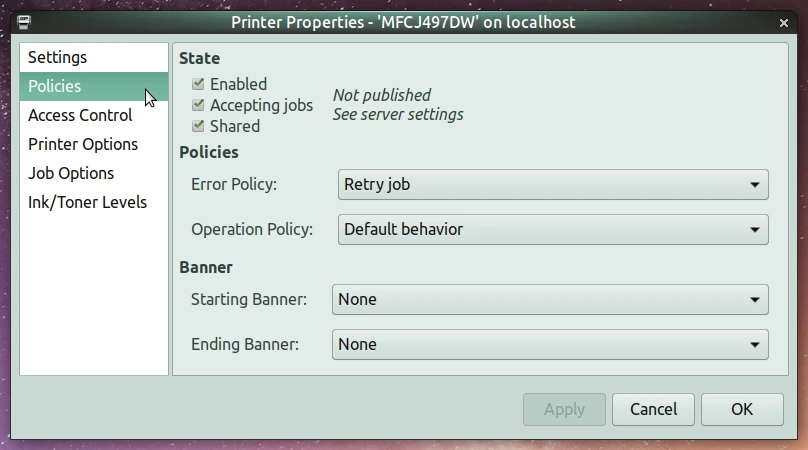 Printer Properties - 'MFCJ497DW' on localhost
Settings
Policies
Access Control
Printer Options
Job Options
Ink/Toner Levels
State
Enabled
Accepting jobs
Shared
Not published
See server settings
Policies
Error Policy: Retry job
Operation Policy: Default behavior
Banner
Starting Banner: None
Ending Banner: None
Apply Cancel OK